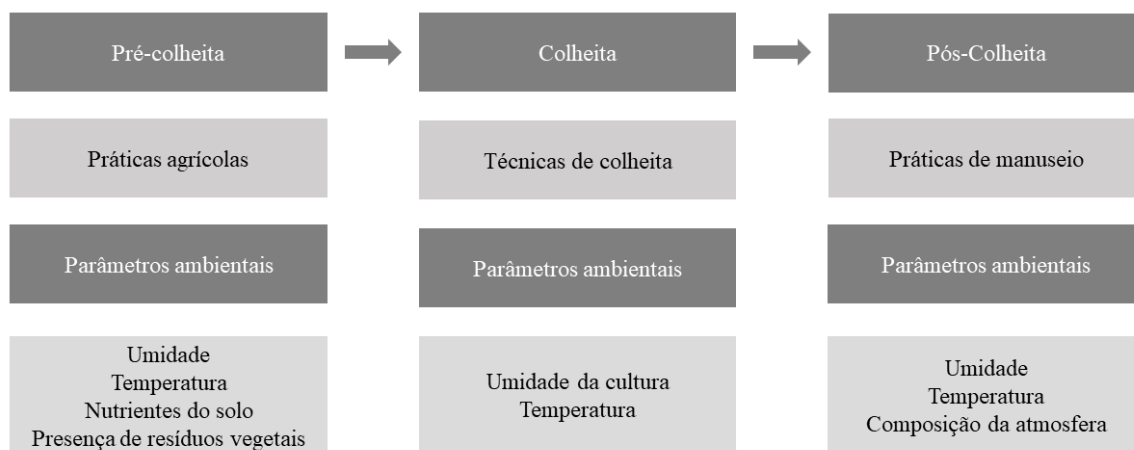 Pré-colheita
Colheita
Pós-Colheita
Práticas agrícolas
Técnicas de colheita
Práticas de manuseio
Parâmetros ambientais
Parâmetros ambientais
Parâmetros ambientais
Umidade
Temperatura
Nutrientes do solo
Presença de resíduos vegetais
Umidade da cultura
Temperatura
Umidade
Temperatura
Composição da atmosfera